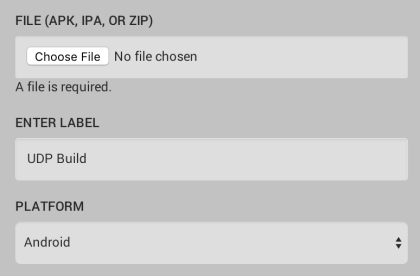 FILE (APK, IPA, OR ZIP)
Choose File No file chosen
A file is required.
ENTER LABEL
UDP Build
PLATFORM
Android